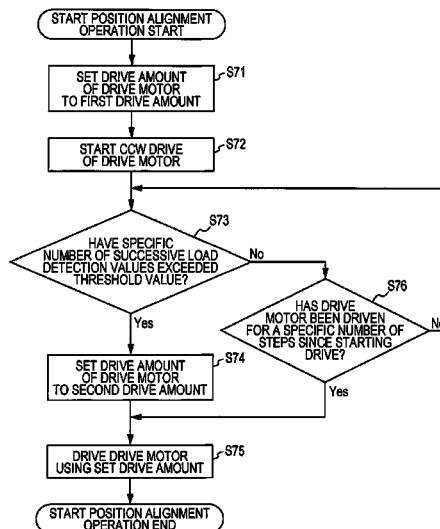 START POSITION ALIGNMENT
OPERATION START
S71
SET DRIVE AMOUNT
OF DRIVE MOTOR
TO FIRST DRIVE AMOUNT
S72
START CCW DRIVE
OF DRIVE MOTOR
S73
HAVE SPECIFIC
NUMBER OF SUCCESSIVE LOAD
DETECTION VALUES EXCEEDED
THRESHOLD VALUE?
No
Yes
S76
HAS DRIVE
MOTOR BEEN DRIVEN
FOR A SPECIFIC NUMBER OF
STEPS SINCE STARTING
DRIVE?
No
Yes
S74
SET DRIVE AMOUNT
OF DRIVE MOTOR
TO SECOND DRIVE AMOUNT
S75
DRIVE DRIVE MOTOR
USING SET DRIVE AMOUNT
START POSITION ALIGNMENT
OPERATION END